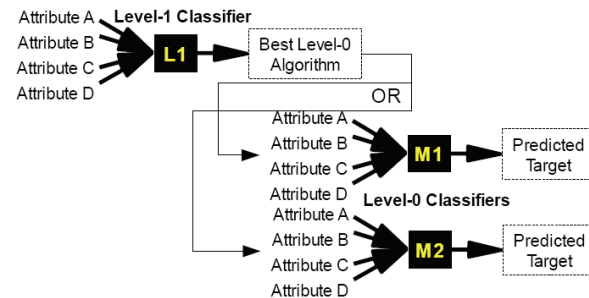 Level-1 Classifier
Attribute A
Attribute B
Attribute C
Attribute D
L1
Best Level-0
Algorithm
OR
Attribute A
Attribute B
Attribute C
Attribute D
M1
Predicted
Target
Level-0 Classifiers
Attribute A
Attribute B
Attribute C
Attribute D
M2
Predicted
Target